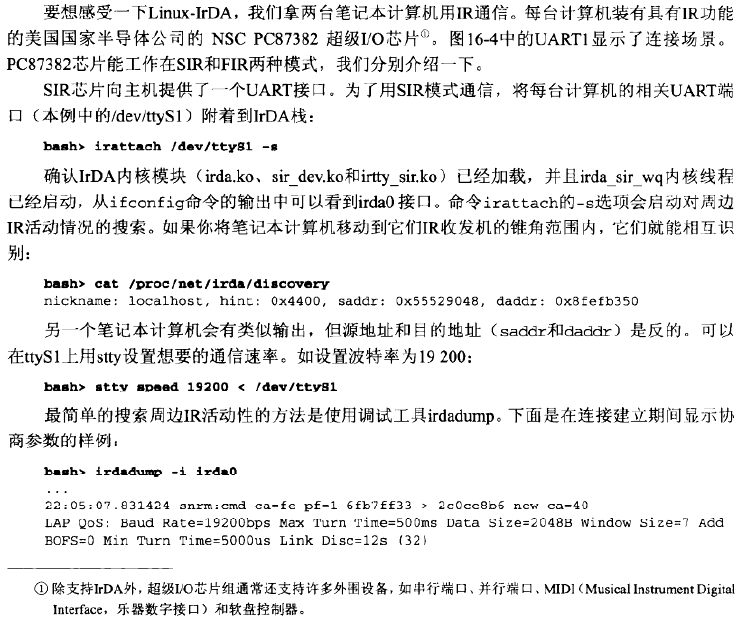 要想感受一下Linux-IrDA，我们拿两台笔记本计算机用IR通信。每台计算机装有具有IR功能
的美国国家半导体公司的 NSC PC87382 超级I/O芯片①。图16-4中的UART1显示了连接场景。
PC87382芯片能工作在SIR和FIR两种模式，我们分别介绍一下。
SIR芯片向主机提供了一个UART接口。为了用SIR模式通信，将每台计算机的相关UART端
口（本例中的/dev/ttyS1）附着到IrDA栈：
bash> irattach /dev/ttyS1 -s
确认IrDA内核模块（irda.ko、sir_dev.ko和irtty_sir.ko）已经加载，并且irda_sir_wq内核线程
已经启动，从ifconfig命令的输出中可以看到irda0 接口。命令irattach的-s选项会启动对周边
IR活动情况的搜索。如果你将笔记本计算机移动到它们IR收发机的锥角范围内，它们就能相互识
别：
bash> cat /proc/net/irda/discovery
nickname: localhost, hint: 0x4400, saddr: 0x55529048, daddr: 0x8fefb350
另一个笔记本计算机会有类似输出，但源地址和目的地址（saddr和daddr）是反的。可以
在ttyS1上用stty设置想要的通信速率。如设置波特率为19 200：
bash> stty speed 19200 < /dev/ttyS1
最简单的搜索周边IR活动性的方法是使用调试工具irdadump。下面是在连接建立期间显示协
商参数的样例：
bash> irdadump -i irda0
...
22:05:07.831424 snrm:cmd ca=fe pf=1 6fb7ff33 > 2c0ce8b6 new ca=40
LAP QoS: Baud Rate=19200bps Max Turn Time=500ms Data Size=2048B Window Size=7 Add
BOFS=0 Min Turn Time=5000us Link Disc=12s (32)
① 除支持IrDA外，超级I/O芯片组通常还支持许多外围设备，如串行端口、并行端口、MIDI（Musical Instrument Digital
Interface，乐器数字接口）和软盘控制器。